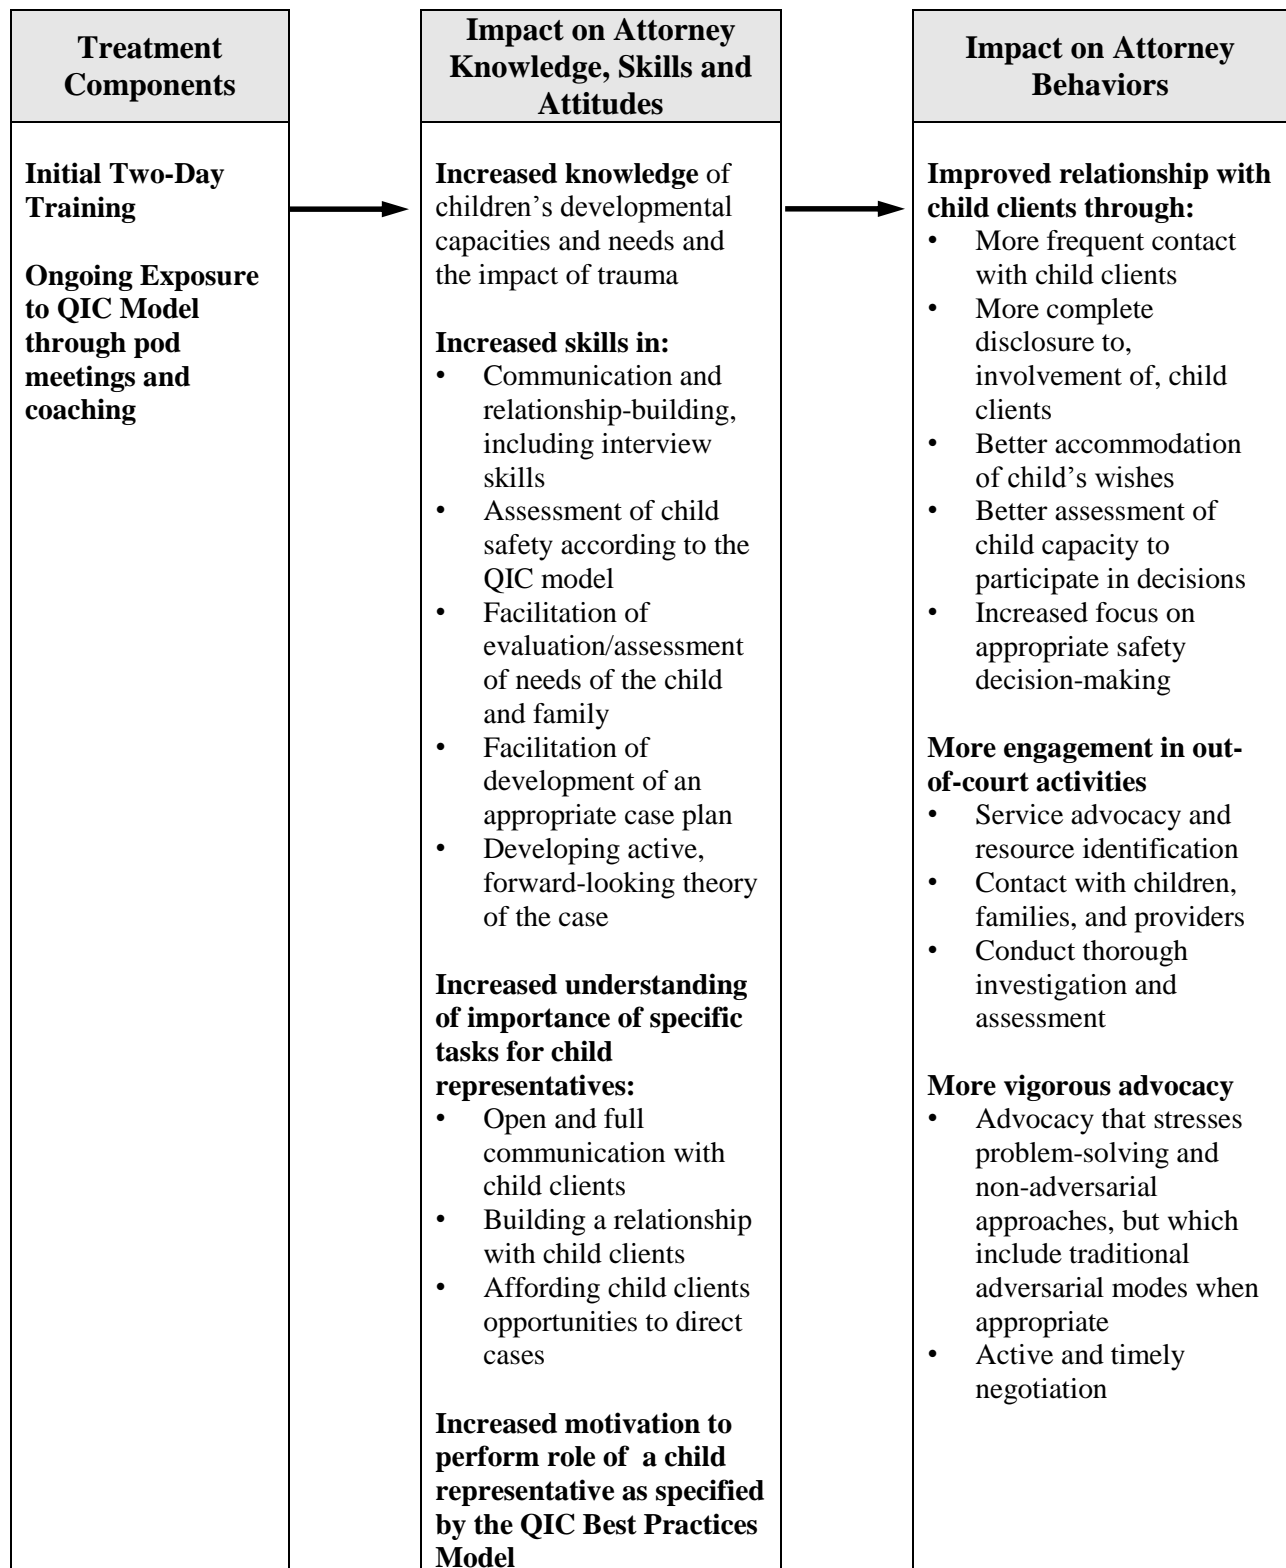 Treatment
Components
Initial Two-Day
Training
Ongoing Exposure
to QIC Model
through pod
meetings and
coaching
Impact on Attorney
Knowledge, Skills and
Attitudes
Increased knowledge of
children’s developmental
capacities and needs and
the impact of trauma
Increased skills in:
• Communication and
relationship-building,
including interview
skills
• Assessment of child
safety according to the
QIC model
• Facilitation of
evaluation/assessment
of needs of the child
and family
• Facilitation of
development of an
appropriate case plan
• Developing active,
forward-looking theory
of the case
Increased understanding
of importance of specific
tasks for child
representatives:
• Open and full
communication with
child clients
• Building a relationship
with child clients
• Affording child clients
opportunities to direct
cases
Increased motivation to
perform role of a child
representative as specified
by the QIC Best Practices
Model
Impact on Attorney
Behaviors
Improved relationship with
child clients through:
• More frequent contact
with child clients
• More complete
disclosure to,
involvement of, child
clients
• Better accommodation
of child’s wishes
• Better assessment of
child capacity to
participate in decisions
• Increased focus on
appropriate safety
decision-making
More engagement in out-
of-court activities
• Service advocacy and
resource identification
• Contact with children,
families, and providers
• Conduct thorough
investigation and
assessment
More vigorous advocacy
• Advocacy that stresses
problem-solving and
non-adversarial
approaches, but which
include traditional
adversarial modes when
appropriate
• Active and timely
negotiation